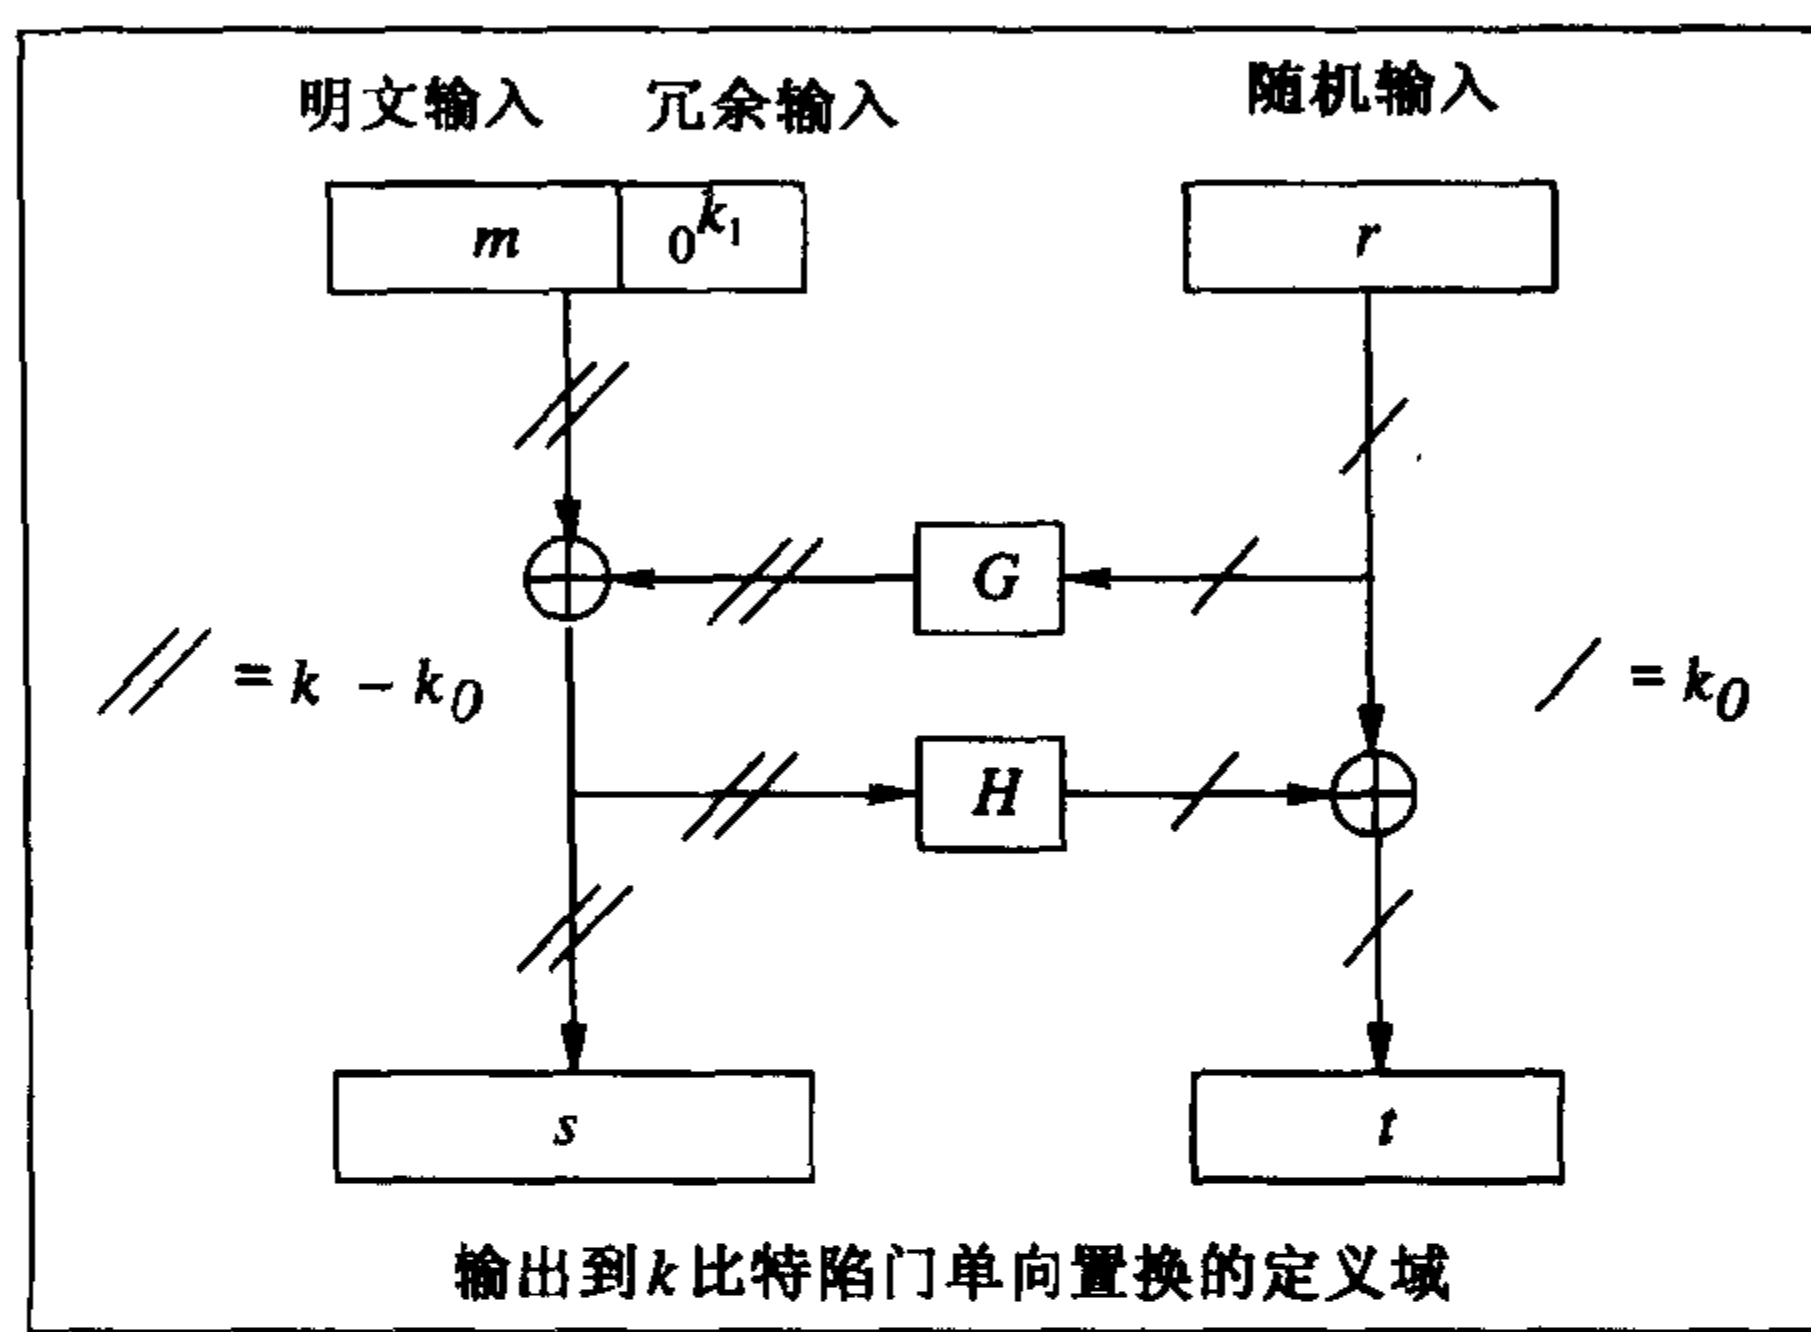 明文输入 冗余输入 随机输入
m 0^{k_1} r
G
// = k - k_0 / = k_0
H
s t
输出到k比特陷门单向置换的定义域